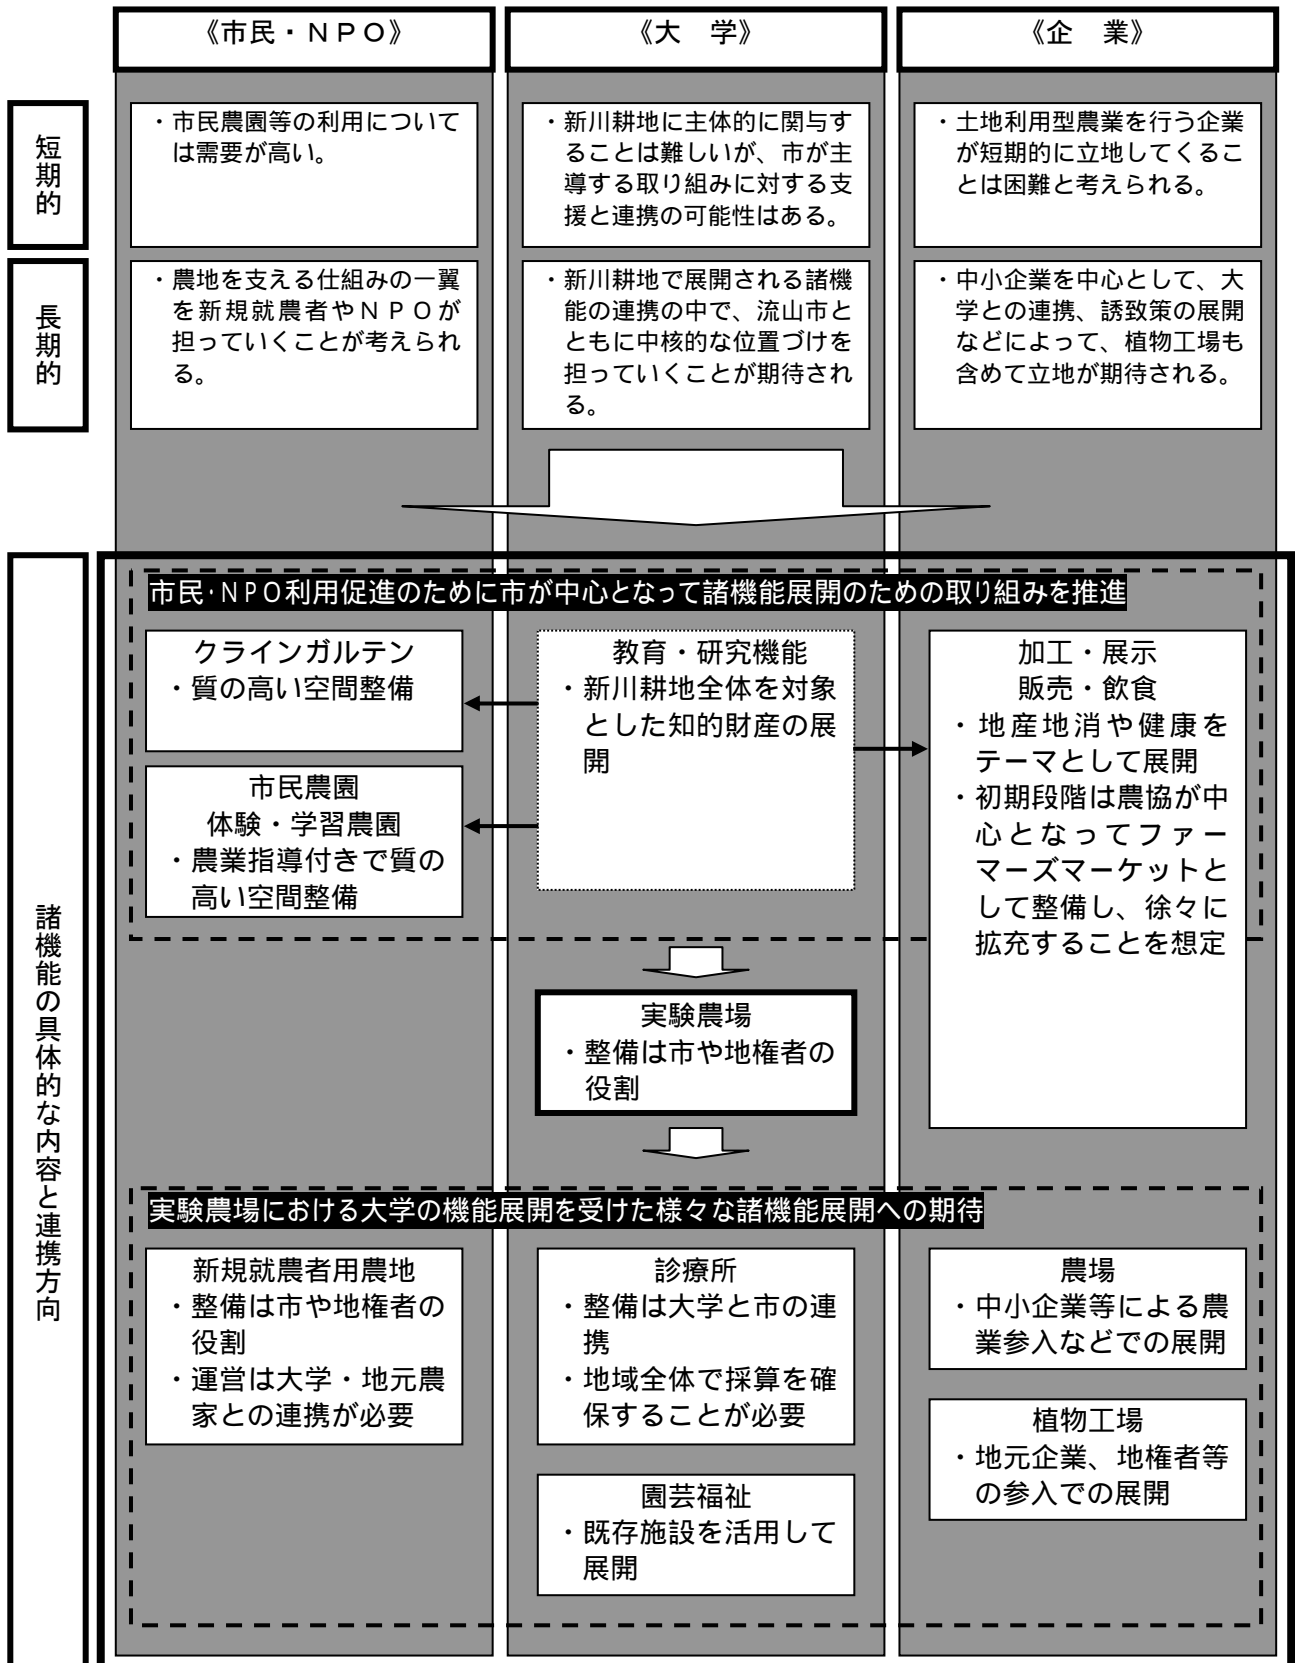 《市民・ＮＰＯ》
《大　学》
《企　業》
短期的
・市民農園等の利用について
は需要が高い。
・新川耕地に主体的に関与す
ることは難しいが、市が主
導する取り組みに対する支
援と連携の可能性はある。
・土地利用型農業を行う企業
が短期的に立地してくるこ
とは困難と考えられる。
長期的
・農地を支える仕組みの一翼
を新規就農者やＮＰＯが
担っていくことが考えられ
る。
・新川耕地で展開される諸機
能の連携の中で、流山市と
ともに中核的な位置づけを
担っていくことが期待され
る。
・中小企業を中心として、大
学との連携、誘致策の展開
などによって、植物工場も
含めて立地が期待される。
諸機能の具体的な内容と連携方向
市民・ＮＰＯ利用促進のために市が中心となって諸機能展開のための取り組みを推進
クラインガルテン
・質の高い空間整備
市民農園
体験・学習農園
・農業指導付きで質の
高い空間整備
教育・研究機能
・新川耕地全体を対象
とした知的財産の展
開
加工・展示
販売・飲食
・地産地消や健康を
テーマとして展開
・初期段階は農協が中
心となってファー
マーズマーケットと
して整備し、徐々に
拡充することを想定
実験農場
・整備は市や地権者の
役割
実験農場における大学の機能展開を受けた様々な諸機能展開への期待
新規就農者用農地
・整備は市や地権者の
役割
・運営は大学・地元農
家との連携が必要
診療所
・整備は大学と市の連
携
・地域全体で採算を確
保することが必要
園芸福祉
・既存施設を活用して
展開
農場
・中小企業等による農
業参入などでの展開
植物工場
・地元企業、地権者等
の参入での展開